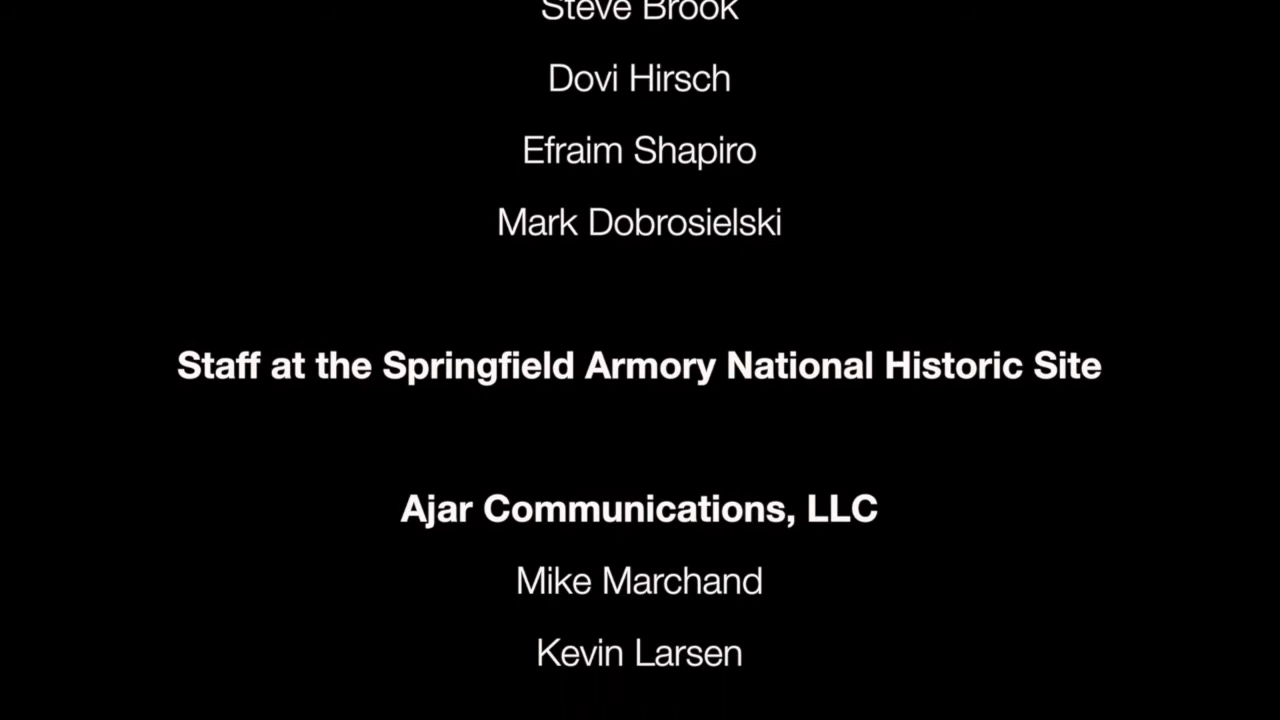 Steve Brook
Dovi Hirsch
Efraim Shapiro
Mark Dobrosielski
Staff at the Springfield Armory National Historic Site
Ajar Communications, LLC
Mike Marchand
Kevin Larsen